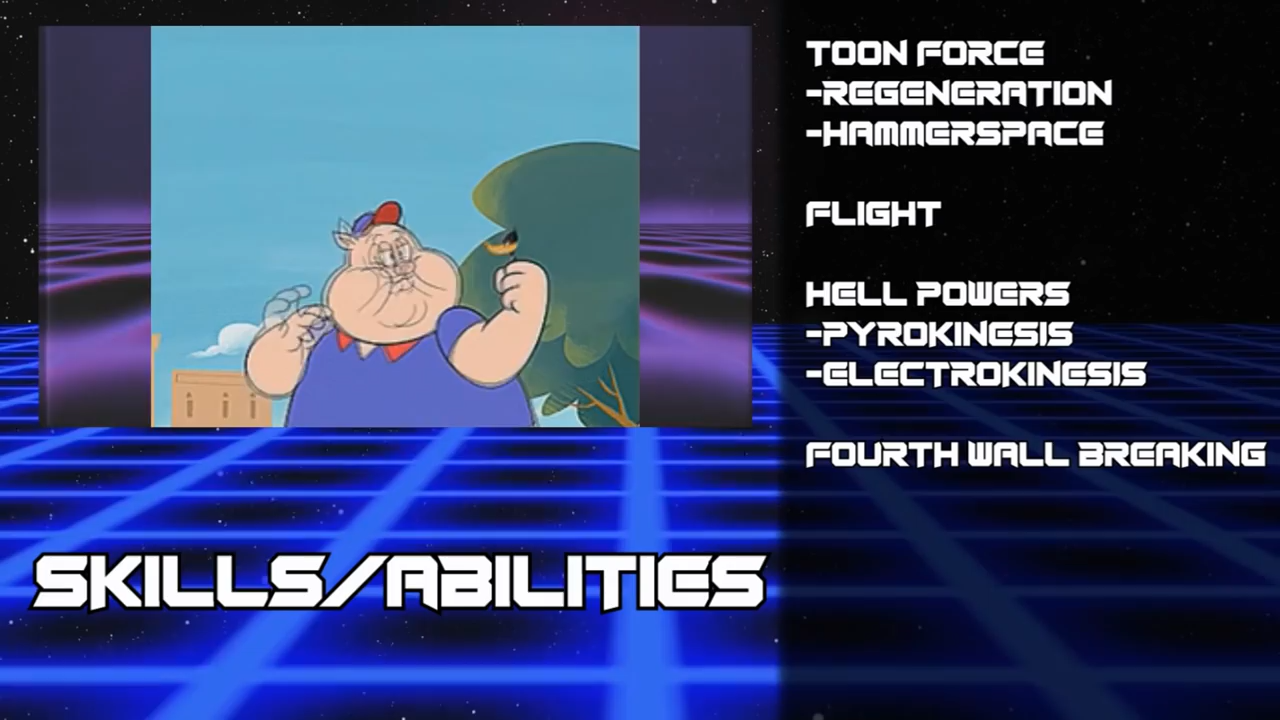 TOON FORCE
-REGENERATION
-HAMMERSPACE
FLIGHT
HELL POWERS
-PYROKINESIS
-ELECTROKINESIS
FOURTH WALL BREAKING
SKILLS/ABILITIES